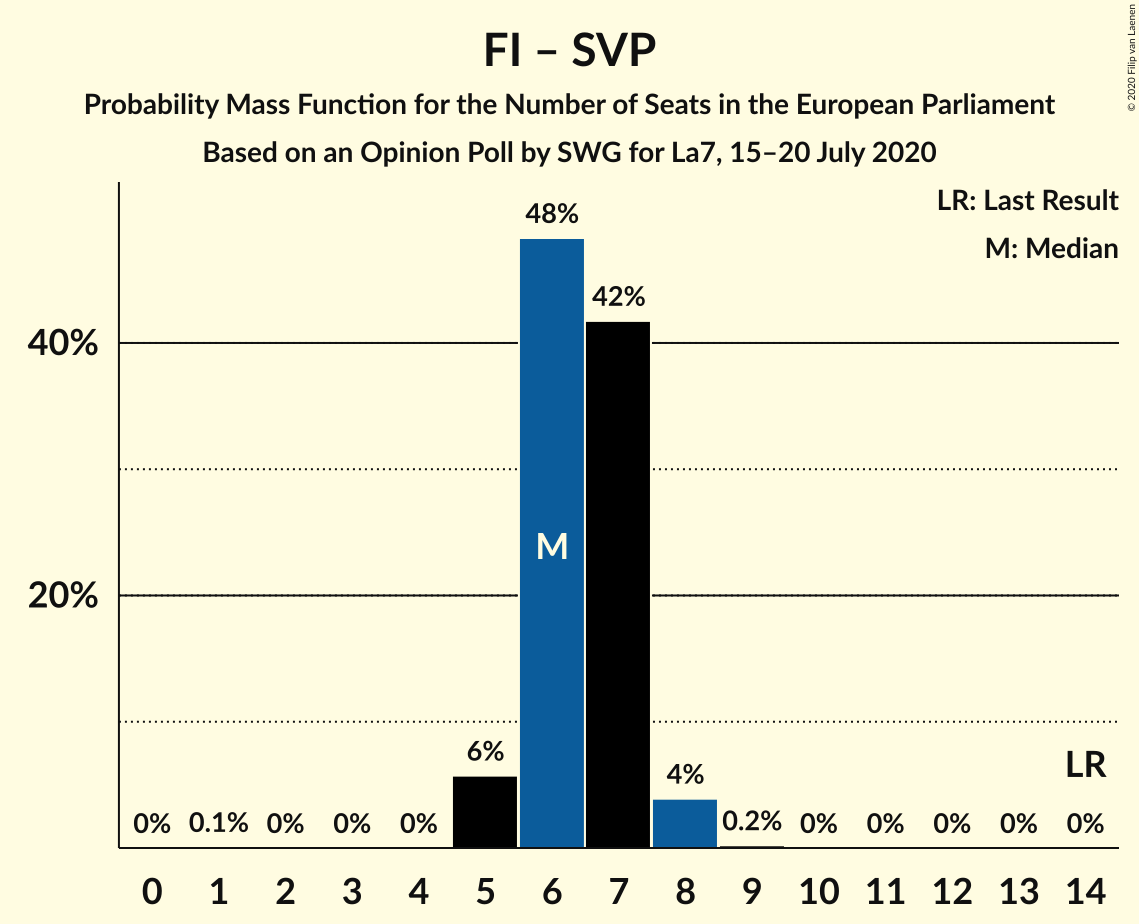 FI – SVP
Probability Mass Function for the Number of Seats in the European Parliament
Based on an Opinion Poll by SWG for La7, 15–20 July 2020
© 2020 Filip van Laenen
LR: Last Result
M: Median
48%
42%
40%
M
20%
6%
4%
LR
0% 0.1% 0% 0% 0% 0.2% 0% 0% 0% 0% 0%
0 1 2 3 4 5 6 7 8 9 10 11 12 13 14